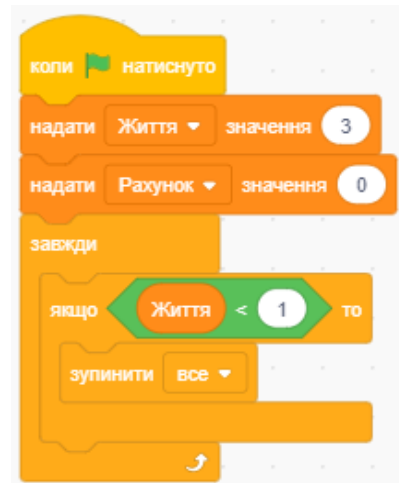 коли натиснуто
надати Життя значення 3
надати Рахунок значення 0
завжди
якщо Життя < 1 то
зупинити все